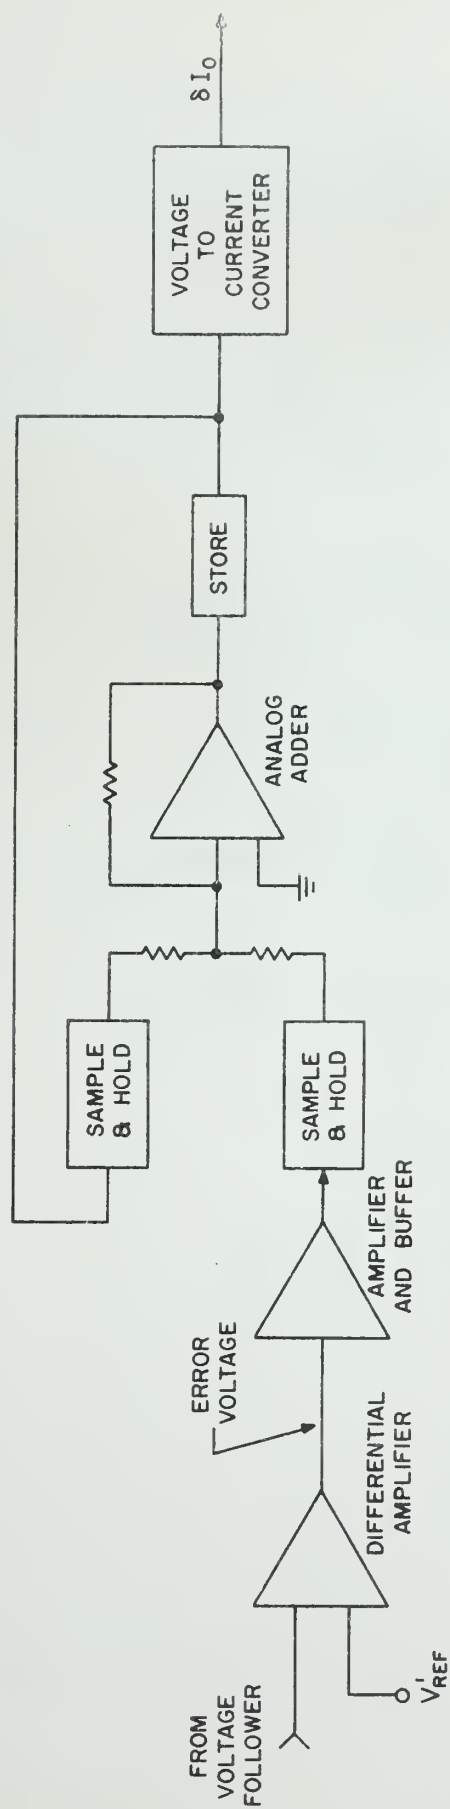 FROM
VOLTAGE
FOLLOWER
V'REF
DIFFERENTIAL
AMPLIFIER
ERROR
VOLTAGE
AMPLIFIER
AND BUFFER
SAMPLE
& HOLD
SAMPLE
& HOLD
ANALOG
ADDER
STORE
VOLTAGE
TO
CURRENT
CONVERTER
δI₀